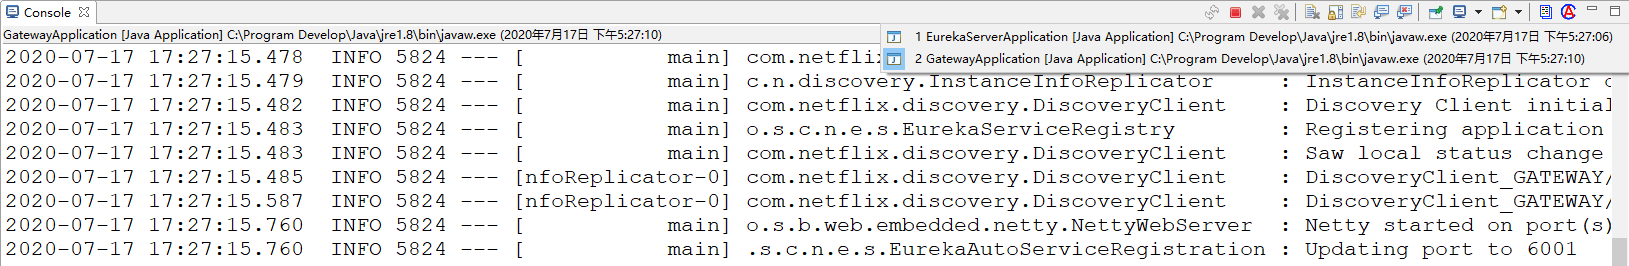 Console
GatewayApplication [Java Application] C:\Program Develop\Java\jre1.8\bin\javaw.exe (2020年7月17日 下午5:27:10)
1 EurekaServerApplication [Java Application] C:\Program Develop\Java\jre1.8\bin\javaw.exe (2020年7月17日 下午5:27:06)
2 GatewayApplication [Java Application] C:\Program Develop\Java\jre1.8\bin\javaw.exe (2020年7月17日 下午5:27:10)
2020-07-17 17:27:15.478  INFO 5824 --- [           main] com.netflix
2020-07-17 17:27:15.479  INFO 5824 --- [           main] c.n.discovery.InstanceInfoReplicator     : InstanceInfoReplicator
2020-07-17 17:27:15.482  INFO 5824 --- [           main] com.netflix.discovery.DiscoveryClient    : Discovery Client initial
2020-07-17 17:27:15.483  INFO 5824 --- [           main] o.s.c.n.e.s.EurekaServiceRegistry        : Registering application
2020-07-17 17:27:15.483  INFO 5824 --- [           main] com.netflix.discovery.DiscoveryClient    : Saw local status change
2020-07-17 17:27:15.485  INFO 5824 --- [nfoReplicator-0] com.netflix.discovery.DiscoveryClient    : DiscoveryClient_GATEWAY/
2020-07-17 17:27:15.587  INFO 5824 --- [nfoReplicator-0] com.netflix.discovery.DiscoveryClient    : DiscoveryClient_GATEWAY/
2020-07-17 17:27:15.760  INFO 5824 --- [           main] o.s.b.web.embedded.netty.NettyWebServer  : Netty started on port(s)
2020-07-17 17:27:15.760  INFO 5824 --- [           main] .s.c.n.e.s.EurekaAutoServiceRegistration : Updating port to 6001